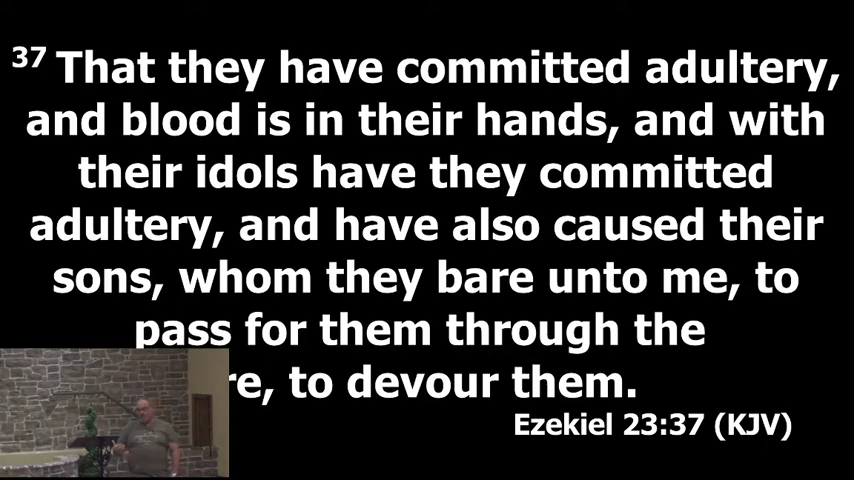 37 That they have committed adultery,
and blood is in their hands, and with
their idols have they committed
adultery, and have also caused their
sons, whom they bare unto me, to
pass for them through the
re, to devour them.
Ezekiel 23:37 (KJV)